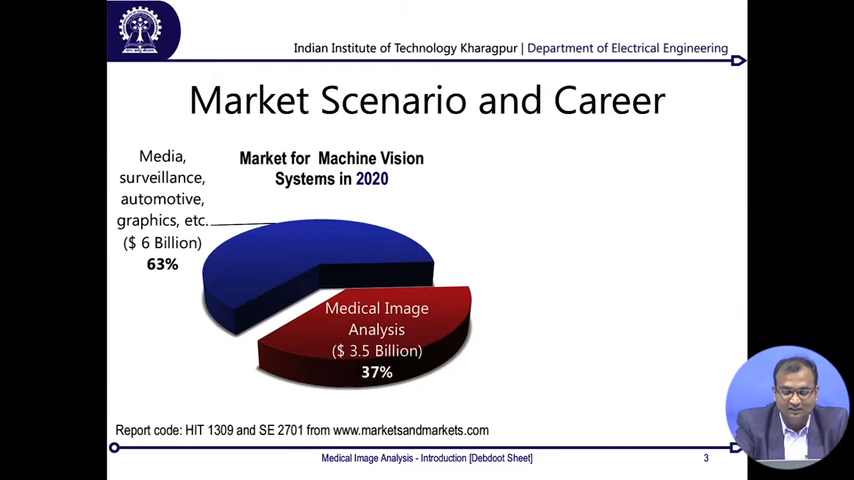 Indian Institute of Technology Kharagpur | Department of Electrical Engineering
Market Scenario and Career
Media,
surveillance,
automotive,
graphics, etc.
($ 6 Billion)
63%
Market for Machine Vision
Systems in 2020
Medical Image
Analysis
($ 3.5 Billion)
37%
Report code: HIT 1309 and SE 2701 from www.marketsandmarkets.com
Medical Image Analysis - Introduction [Debdoot Sheet]
3